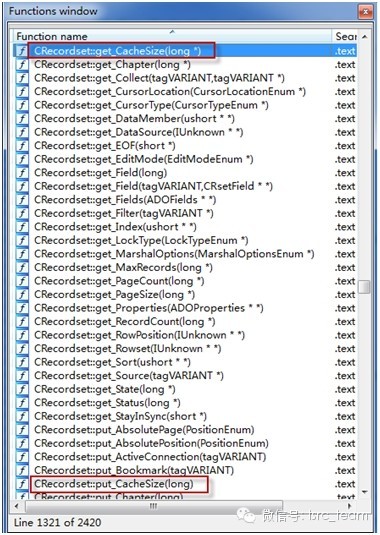 Functions window
Function name Sear
CRecordset::get_CacheSize(long *) .text
CRecordset::get_Chapter(long *) .text
CRecordset::get_Collect(tagVARIANT,tagVARIANT *) .text
CRecordset::get_CursorLocation(CursorLocationEnum *) .text
CRecordset::get_CursorType(CursorTypeEnum *) .text
CRecordset::get_DataMember(ushort * *) .text
CRecordset::get_DataSource(IUnknown * *) .text
CRecordset::get_EOF(short *) .text
CRecordset::get_EditMode(EditModeEnum *) .text
CRecordset::get_Field(long) .text
CRecordset::get_Field(tagVARIANT,CRsetField * *) .text
CRecordset::get_Fields(ADOFields * *) .text
CRecordset::get_Filter(tagVARIANT *) .text
CRecordset::get_Index(ushort * *) .text
CRecordset::get_LockType(LockTypeEnum *) .text
CRecordset::get_MarshalOptions(MarshalOptionsEnum *) .text
CRecordset::get_MaxRecords(long *) .text
CRecordset::get_PageCount(long *) .text
CRecordset::get_PageSize(long *) .text
CRecordset::get_Properties(ADOProperties * *) .text
CRecordset::get_RecordCount(long *) .text
CRecordset::get_RowPosition(IUnknown * *) .text
CRecordset::get_Rowset(IUnknown * *) .text
CRecordset::get_Sort(ushort * *) .text
CRecordset::get_Source(tagVARIANT *) .text
CRecordset::get_State(long *) .text
CRecordset::get_Status(long *) .text
CRecordset::get_StayInSync(short *) .text
CRecordset::put_AbsolutePage(PositionEnum) .text
CRecordset::put_AbsolutePosition(PositionEnum) .text
CRecordset::put_ActiveConnection(tagVARIANT) .text
CRecordset::put_Bookmark(tagVARIANT) .text
CRecordset::put_CacheSize(long) .text
CRecordset::put_Chapter(long) .text
Line 1321 of 2420
微信号: isrc_team